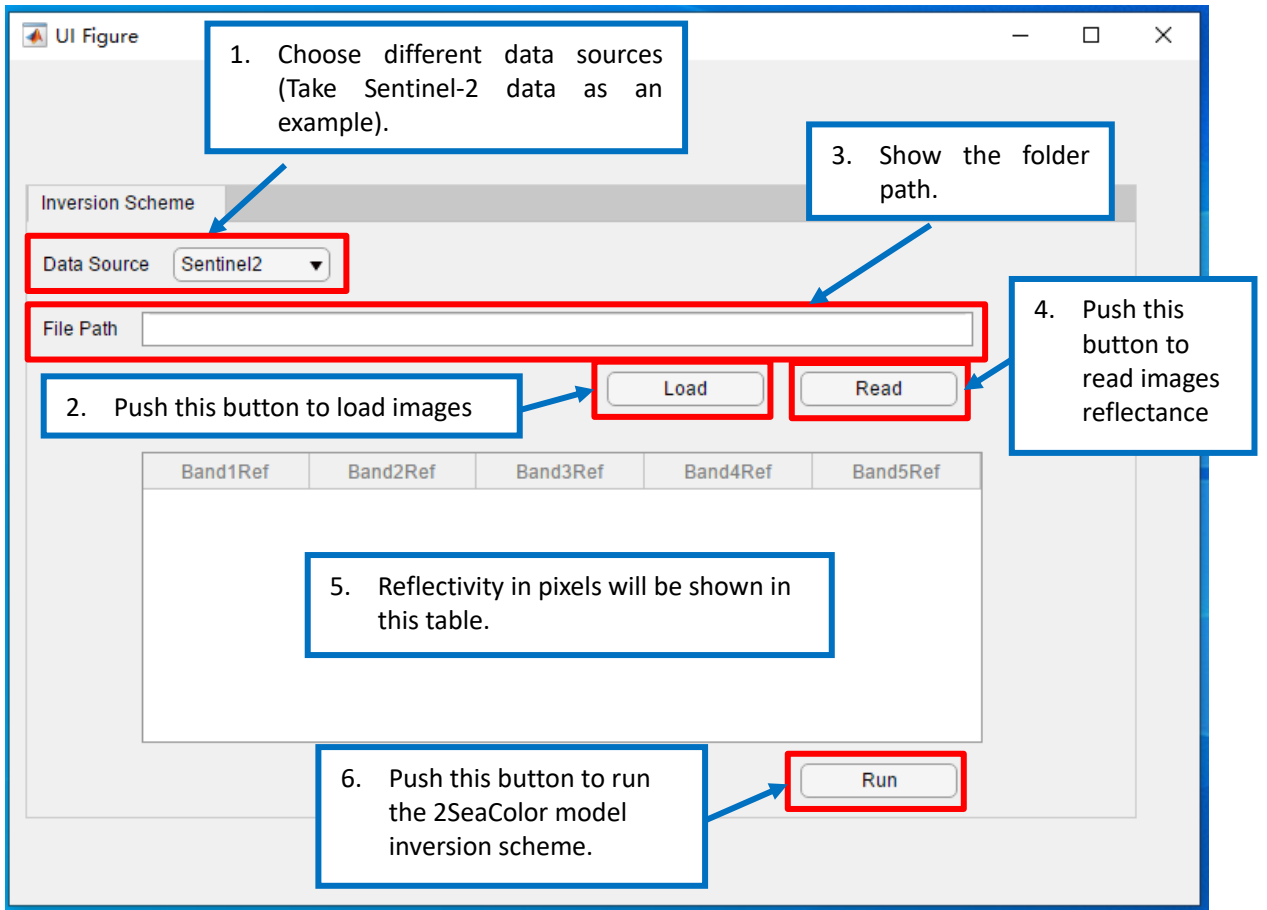 UI Figure
1. Choose different data sources
(Take Sentinel-2 data as an
example).
3. Show the folder
path.
Inversion Scheme
Data Source Sentinel2
File Path
4. Push this
button to
read images
reflectance
2. Push this button to load images
Load Read
Band1Ref Band2Ref Band3Ref Band4Ref Band5Ref
5. Reflectivity in pixels will be shown in
this table.
6. Push this button to run
the 2SeaColor model
inversion scheme.
Run